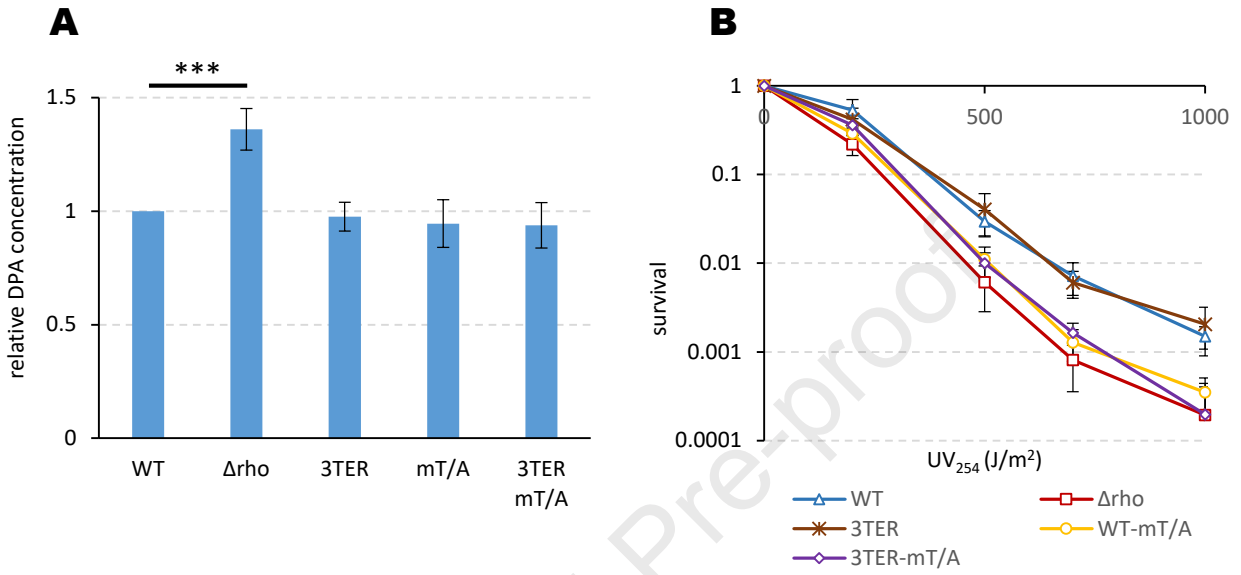 A
***
relative DPA concentration
1.5
1
0.5
0
WT
Δrho
3TER
mT/A
3TER
mT/A
B
survival
1
0.1
0.01
0.001
0.0001
0
500
1000
UV254 (J/m²)
WT
Δrho
3TER
WT-mT/A
3TER-mT/A
Pre-proof